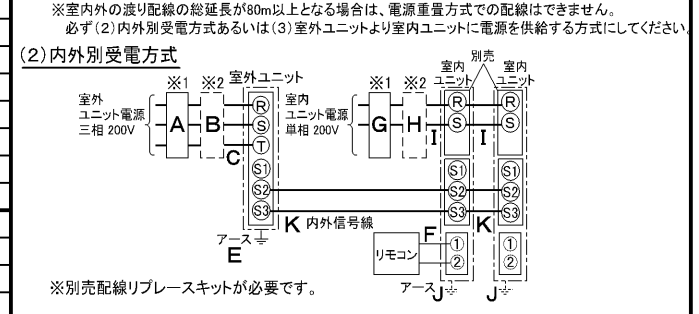 ※室内外の渡り配線の総延長が80m以上となる場合は、電源重畳方式での配線はできません。
必ず(2)内外別受電方式あるいは(3)室外ユニットより室内ユニットに電源を供給する方式にしてください
(2)内外別受電方式
別売
※1 ※2 室外ユニット ※1 ※2 室内ユニット 室内ユニット
室外
ユニット電源
三相 200V
A B C
R
S
T
S1
S2
S3
アース
E
室内
ユニット電源
単相 200V
G H I I
R R
S S
S1 S1
S2 S2
S3 S3
K 内外信号線 K
リモコン F
① ①
② ②
アース J J
※別売配線リプレースキットが必要です。